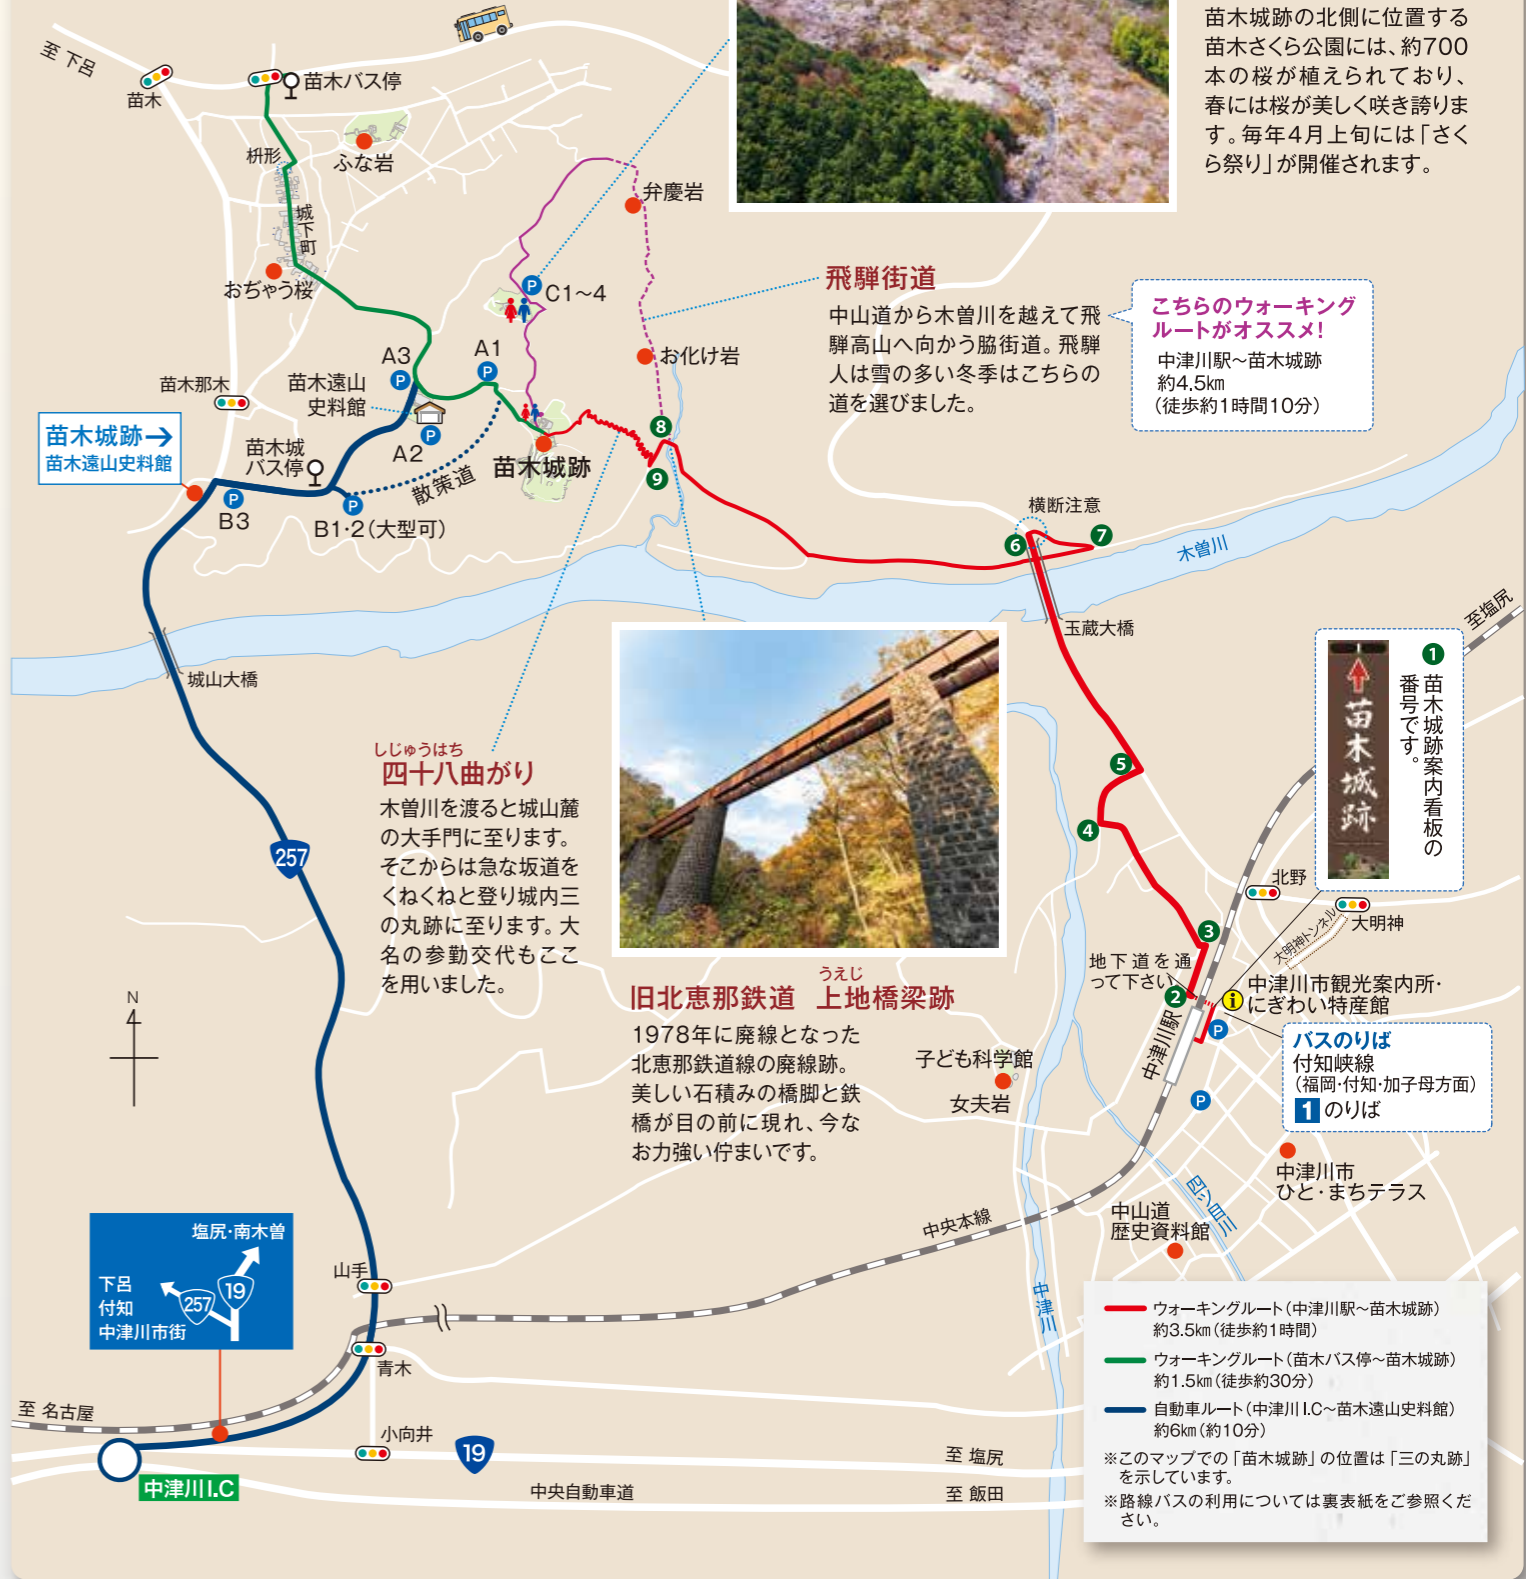 苗木城跡の北側に位置する
苗木さくら公園には、約700
本の桜が植えられており、
春には桜が美しく咲き誇りま
す。毎年4月上旬には「さく
ら祭り」が開催されます。
至 下呂
苗木
苗木バス停
枡形
ふな岩
城下町
おぢゃう桜
弁慶岩
C1～4
飛騨街道
中山道から木曽川を越えて飛
騨高山へ向かう脇街道。飛騨
人は雪の多い冬季はこちらの
道を選びました。
こちらのウォーキング
ルートがオススメ!
中津川駅～苗木城跡
約4.5km
(徒歩約1時間10分)
お化け岩
A3
A1
苗木那木
苗木遠山
史料館
A2
苗木城跡→
苗木遠山史料館
苗木城
バス停
散策道
苗木城跡
8
9
B3
B1・2(大型可)
横断注意
6
7
木曽川
玉蔵大橋
城山大橋
至塩尻
1
苗木城跡案内看板の
番号です。
苗木城跡
しじゅうはち
四十八曲がり
木曽川を渡ると城山麓
の大手門に至ります。
そこからは急な坂道を
くねくねと登り城内三
の丸跡に至ります。大
名の参勤交代もここ
を用いました。
257
5
4
北野
大明神
大明神トンネル
3
地下道を通
って下さい
2
中津川駅
中津川市観光案内所・
にぎわい特産館
バスのりば
付知峡線
(福岡・付知・加子母方面)
1 のりば
うえじ
旧北恵那鉄道 上地橋梁跡
1978年に廃線となった
北恵那鉄道線の廃線跡。
美しい石積みの橋脚と鉄
橋が目の前に現れ、今な
お力強い佇まいです。
N
子ども科学館
女夫岩
中津川市
ひと・まちテラス
四ツ目川
中山道
歴史資料館
中央本線
中津川
塩尻・南木曽
下呂
付知
中津川市街
257
19
山手
青木
至 名古屋
小向井
19
至 塩尻
中津川I.C
中央自動車道
至 飯田
ウォーキングルート(中津川駅～苗木城跡)
約3.5km(徒歩約1時間)
ウォーキングルート(苗木バス停～苗木城跡)
約1.5km(徒歩約30分)
自動車ルート(中津川I.C～苗木遠山史料館)
約6km(約10分)
※このマップでの「苗木城跡」の位置は「三の丸跡」
を示しています。
※路線バスの利用については裏表紙をご参照くだ
さい。